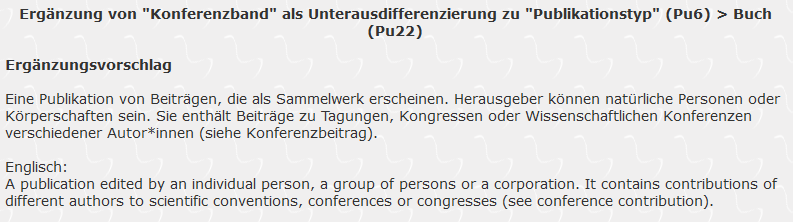 Ergänzung von "Konferenzband" als Unterausdifferenzierung zu "Publikationstyp" (Pu6) > Buch
(Pu22)
Ergänzungsvorschlag
Eine Publikation von Beiträgen, die als Sammelwerk erscheinen. Herausgeber können natürliche Personen oder
Körperschaften sein. Sie enthält Beiträge zu Tagungen, Kongressen oder Wissenschaftlichen Konferenzen
verschiedener Autor*innen (siehe Konferenzbeitrag).
Englisch:
A publication edited by an individual person, a group of persons or a corporation. It contains contributions of
different authors to scientific conventions, conferences or congresses (see conference contribution).